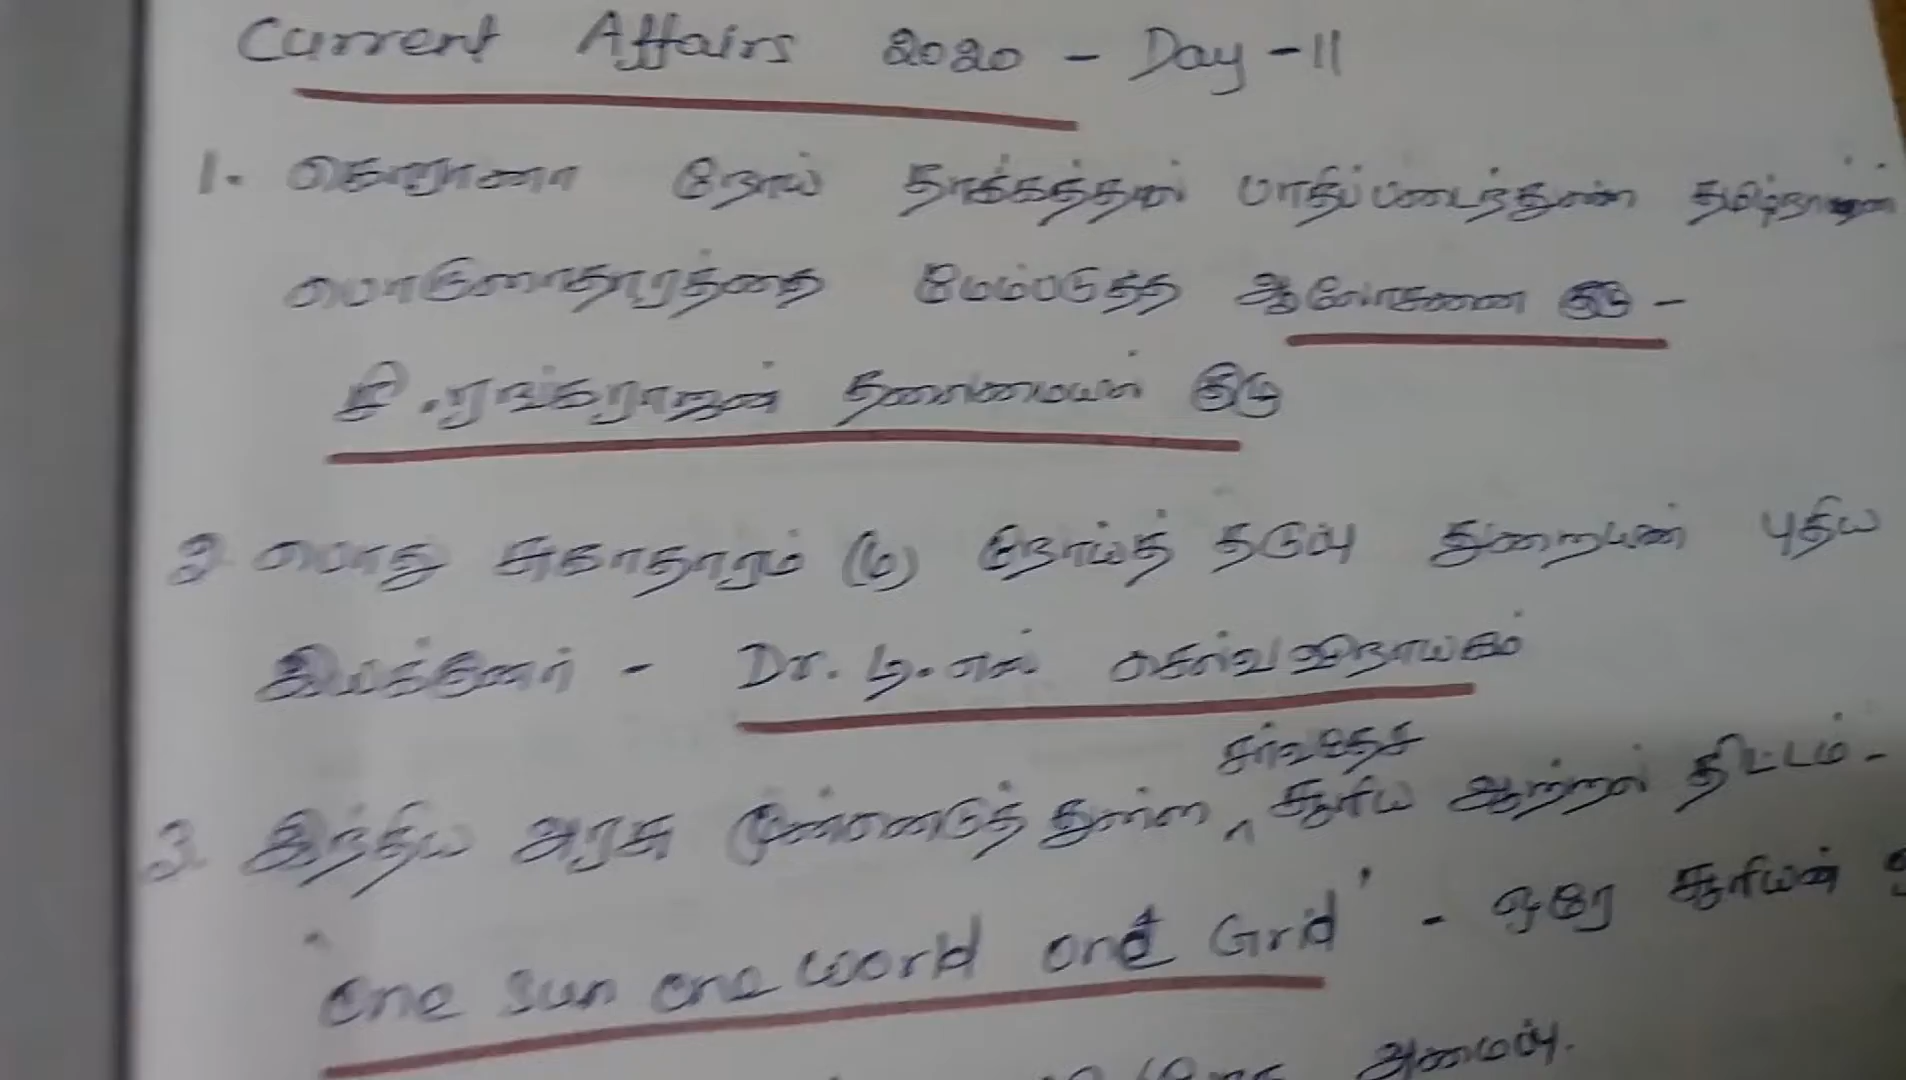 Current Affairs 2020 - Day - 11
1. கொரானா நோய் தாக்கத்தால் பாதிப்படைந்துள்ள
பொருளாதாரத்தை மேம்படுத்த ஆலோசனை குழு -
சி.ரங்கராஜன் தலைமையில் குழு
2. பொது சுகாதாரம் (ம) நோய்த் தடுப்பு துறையின் புதிய
இயக்குனர் - Dr. டி.எஸ் செல்வவிநாயகம்
சர்வதேச
3. இந்திய அரசு முன்னெடுத்துள்ள ^ சூரிய ஆற்றல் திட்டம் -
'One Sun One World One Grid' - ஒரே சூரியன்
அமைப்பு.